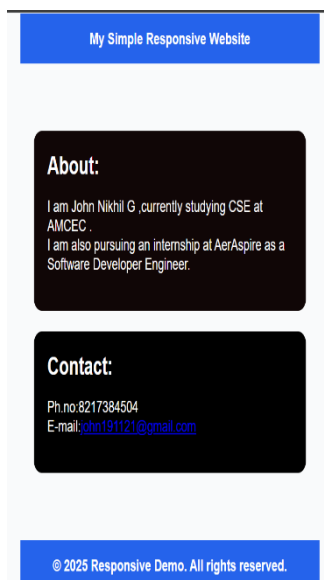 My Simple Responsive Website
About:
I am John Nikhil G ,currently studying CSE at
AMCEC .
I am also pursuing an internship at AerAspire as a
Software Developer Engineer.
Contact:
Ph.no:8217384504
E-mail:john191121@gmail.com
© 2025 Responsive Demo. All rights reserved.